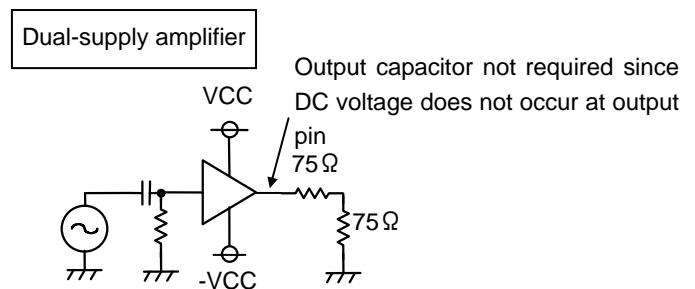 Dual-supply amplifier
Output capacitor not required since
DC voltage does not occur at output
pin
VCC
75Ω
75Ω
-VCC